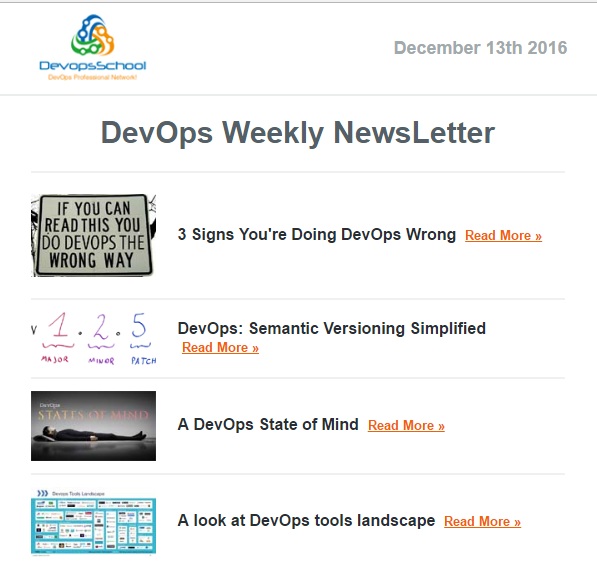 DevopsSchool
DevOps Professional Network!
December 13th 2016
DevOps Weekly NewsLetter
IF YOU CAN
READ THIS YOU
DO DEVOPS THE
WRONG WAY
3 Signs You're Doing DevOps Wrong Read More »
v 1 . 2 . 5
MAJOR MINOR PATCH
DevOps: Semantic Versioning Simplified
Read More »
DevOps
STATES OF MIND
A DevOps State of Mind Read More »
Devops Tools Landscape
A look at DevOps tools landscape Read More »